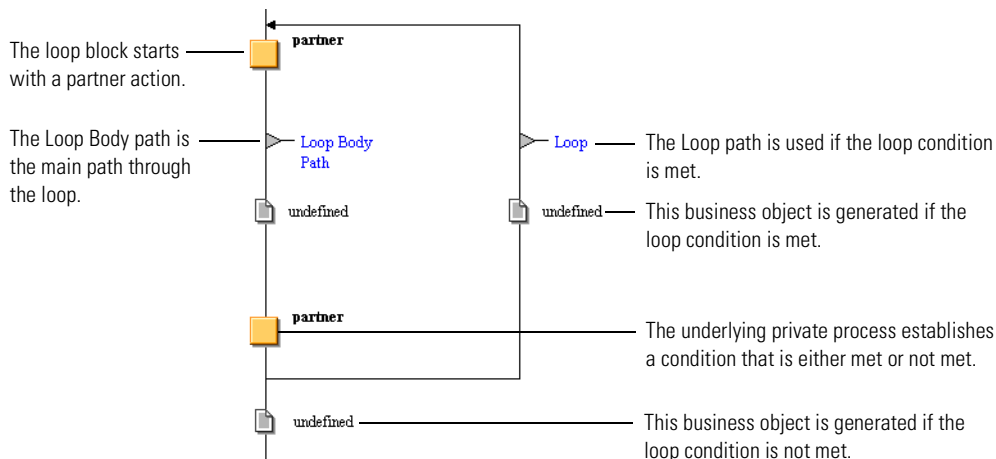 partner
The loop block starts
with a partner action.
The Loop Body path is
the main path through
the loop.
Loop Body
Path
Loop
The Loop path is used if the loop condition
is met.
undefined
undefined
This business object is generated if the
loop condition is met.
partner
The underlying private process establishes
a condition that is either met or not met.
undefined
This business object is generated if the
loop condition is not met.